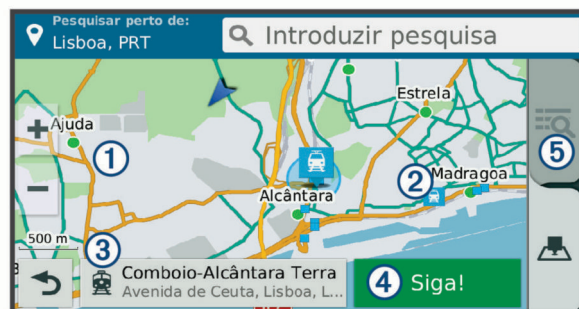 Pesquisar perto de:
Lisboa, PRT
Introduzir pesquisa
Estrela
Ajuda
1
5
2
Madragoa
Alcântara
500 m
3
Comboio-Alcântara Terra
Avenida de Ceuta, Lisboa, L...
4 Siga!